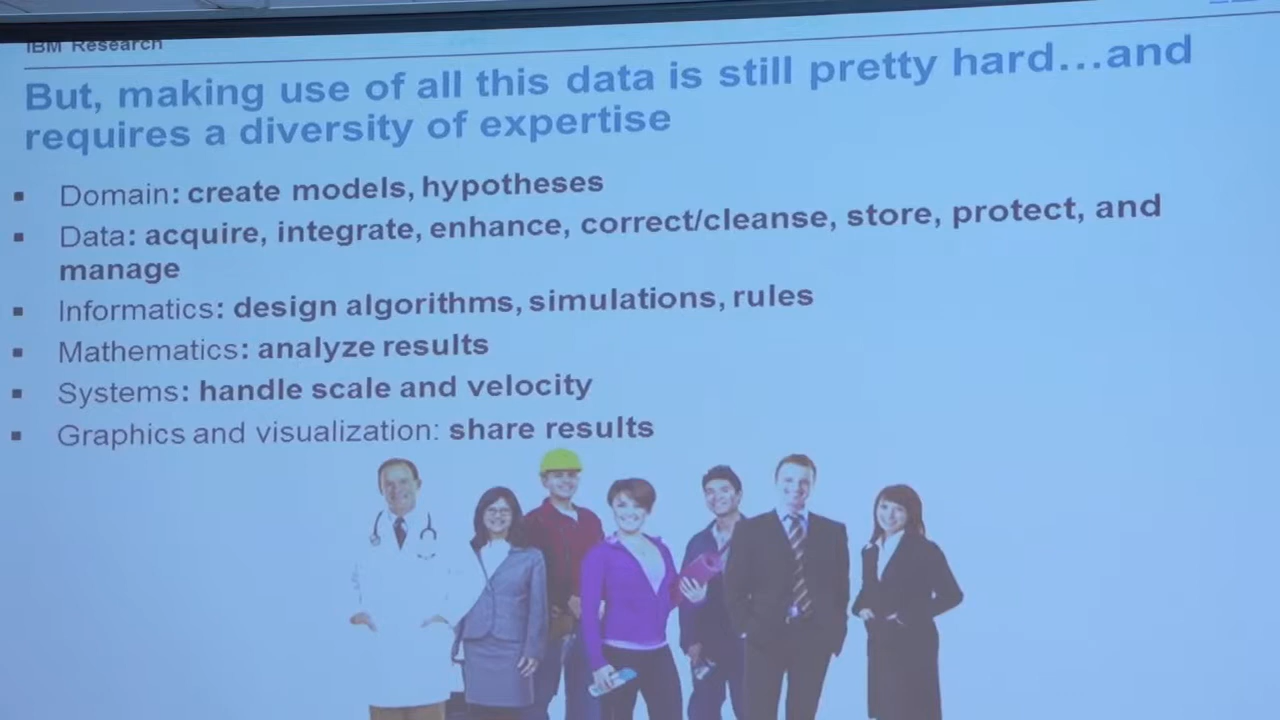 IBM Research
But, making use of all this data is still pretty hard...and
requires a diversity of expertise
▪ Domain: create models, hypotheses
▪ Data: acquire, integrate, enhance, correct/cleanse, store, protect, and
manage
▪ Informatics: design algorithms, simulations, rules
▪ Mathematics: analyze results
▪ Systems: handle scale and velocity
▪ Graphics and visualization: share results